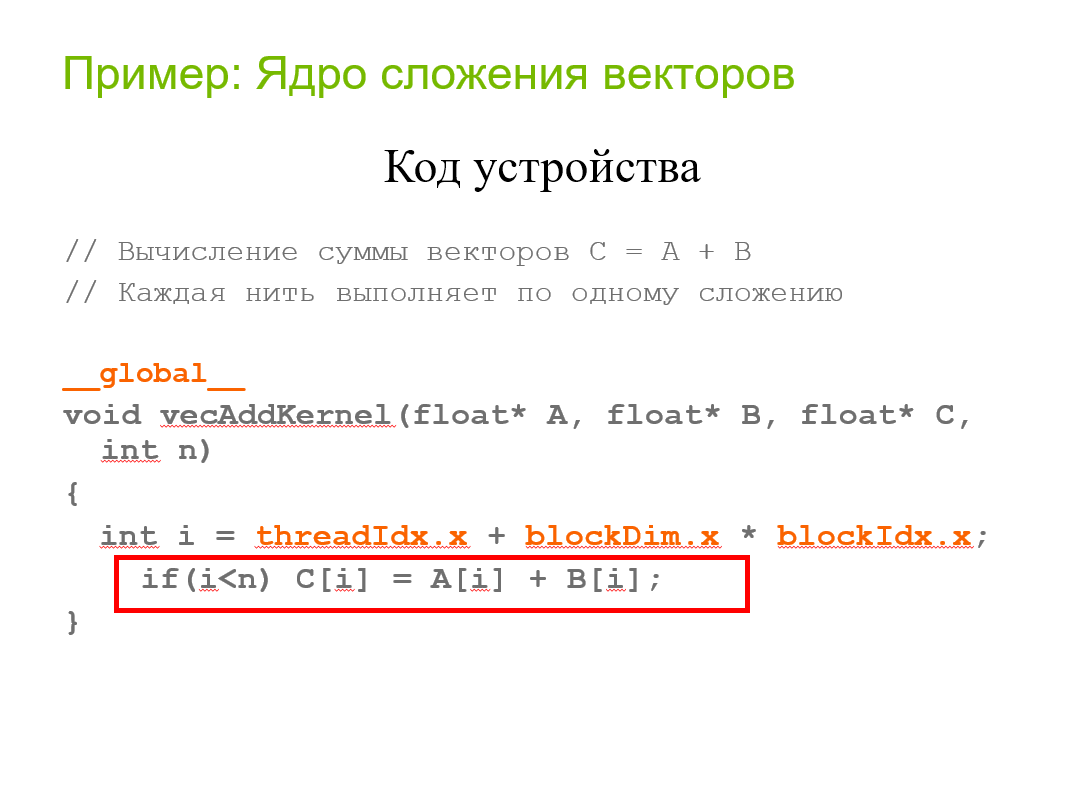 Пример: Ядро сложения векторов
Код устройства
// Вычисление суммы векторов C = A + B
// Каждая нить выполняет по одному сложению
__global__
void vecAddKernel(float* A, float* B, float* C,
int n)
{
int i = threadIdx.x + blockDim.x * blockIdx.x;
if(i<n) C[i] = A[i] + B[i];
}